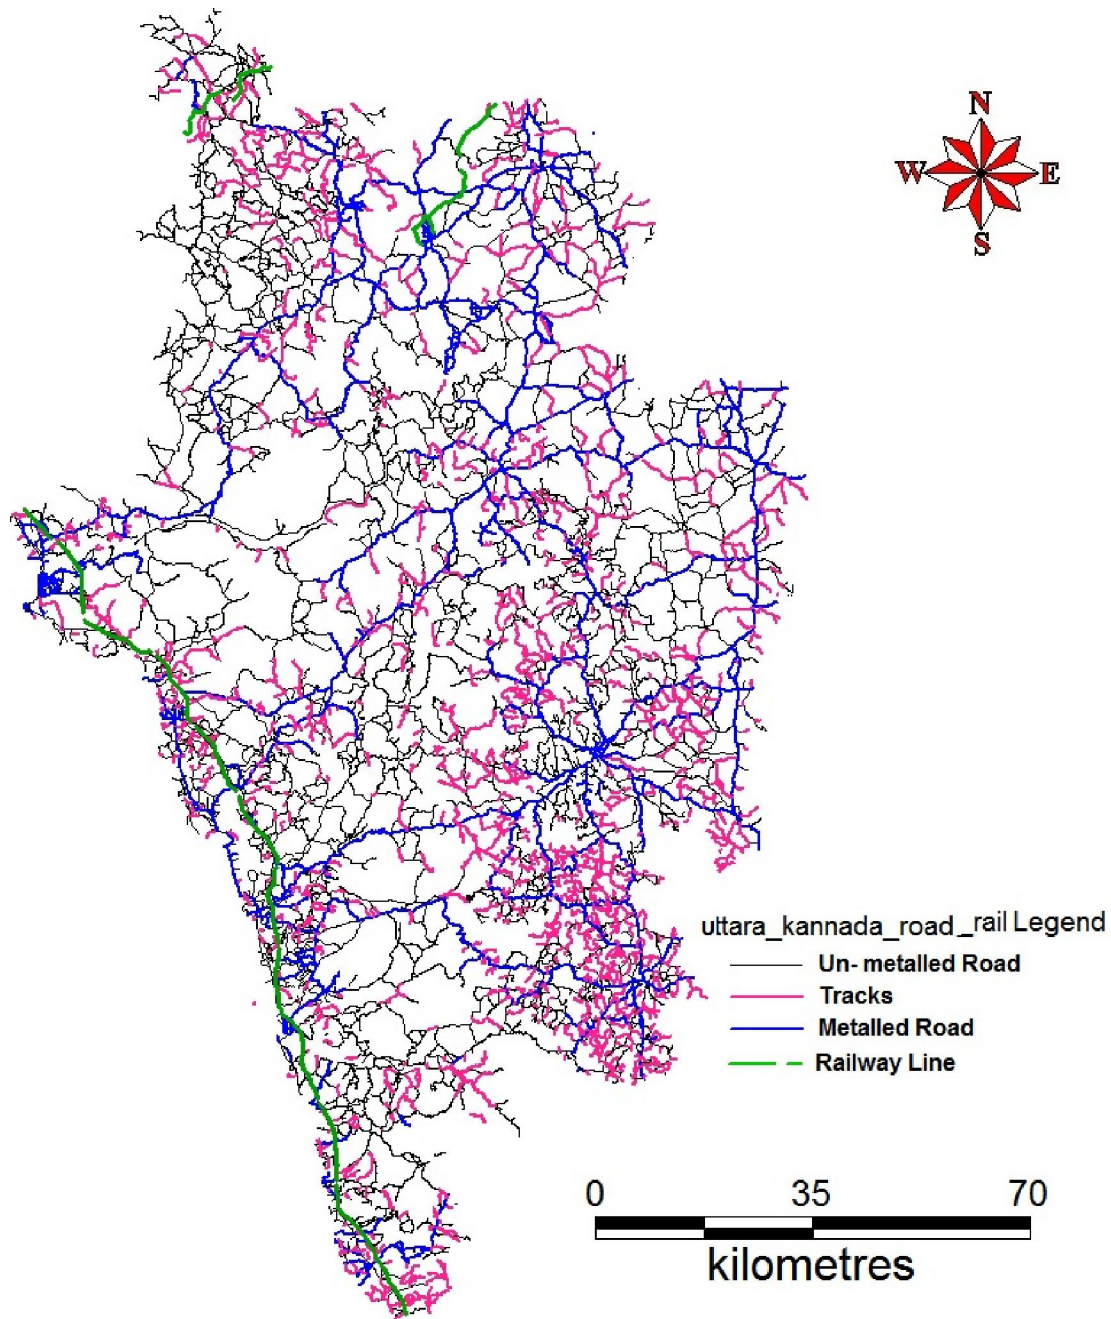 N
W E
S
uttara_kannada_road_rail Legend
Un-metalled Road
Tracks
Metalled Road
Railway Line
0 35 70
kilometres